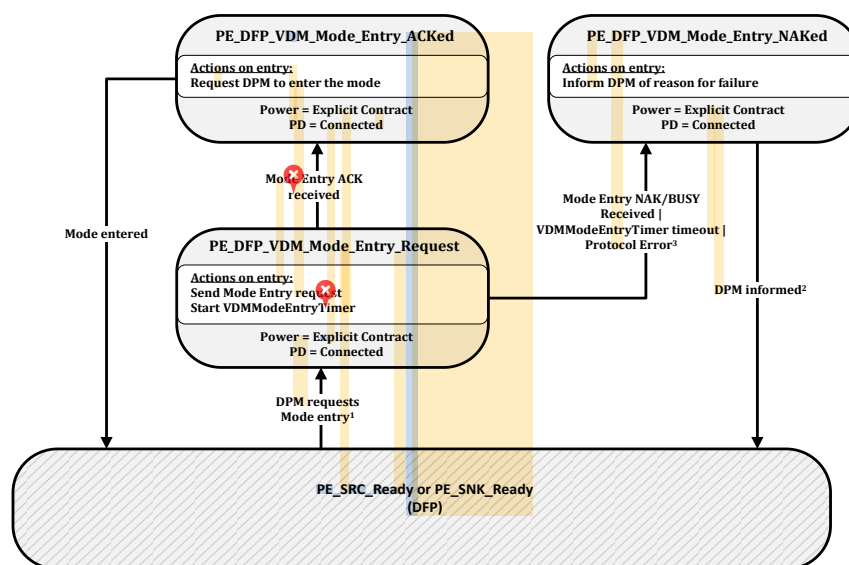 PE_DFP_VDM_Mode_Entry_ACKed
Actions on entry:
Request DPM to enter the mode
Power = Explicit Contract
PD = Connected
PE_DFP_VDM_Mode_Entry_NAKed
Actions on entry:
Inform DPM of reason for failure
Power = Explicit Contract
PD = Connected
Mode Entry ACK
received
Mode entered
Mode Entry NAK/BUSY
Received |
VDMModeEntryTimer timeout |
Protocol Error³
PE_DFP_VDM_Mode_Entry_Request
Actions on entry:
Send Mode Entry request
Start VDMModeEntryTimer
Power = Explicit Contract
PD = Connected
DPM informed²
DPM requests
Mode entry¹
PE_SRC_Ready or PE_SNK_Ready
(DFP)